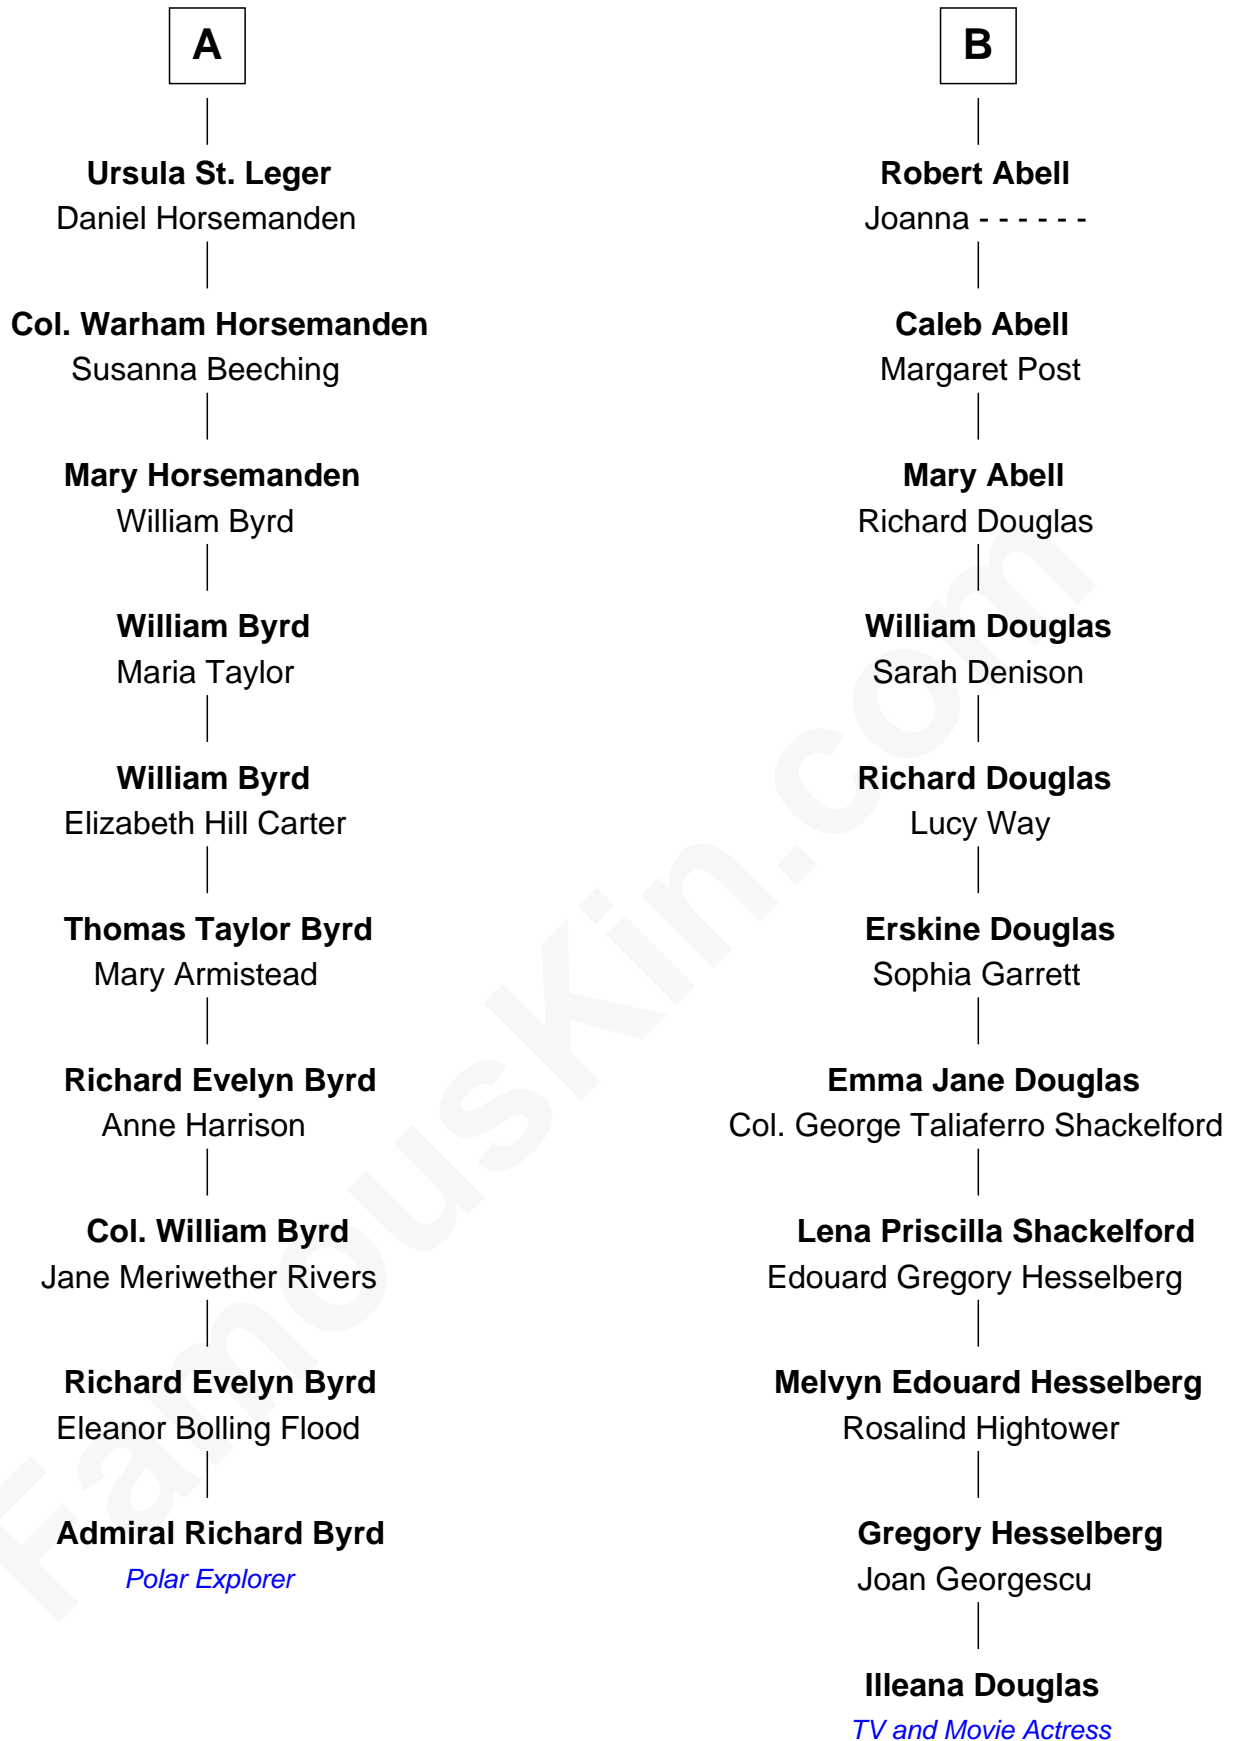 A
Ursula St. Leger
Daniel Horsemanden
Col. Warham Horsemanden
Susanna Beeching
Mary Horsemanden
William Byrd
William Byrd
Maria Taylor
William Byrd
Elizabeth Hill Carter
Thomas Taylor Byrd
Mary Armistead
Richard Evelyn Byrd
Anne Harrison
Col. William Byrd
Jane Meriwether Rivers
Richard Evelyn Byrd
Eleanor Bolling Flood
Admiral Richard Byrd
Polar Explorer
B
Robert Abell
Joanna - - - - - -
Caleb Abell
Margaret Post
Mary Abell
Richard Douglas
William Douglas
Sarah Denison
Richard Douglas
Lucy Way
Erskine Douglas
Sophia Garrett
Emma Jane Douglas
Col. George Taliaferro Shackelford
Lena Priscilla Shackelford
Edouard Gregory Hesselberg
Melvyn Edouard Hesselberg
Rosalind Hightower
Gregory Hesselberg
Joan Georgescu
Illeana Douglas
TV and Movie Actress
FamousKin.com